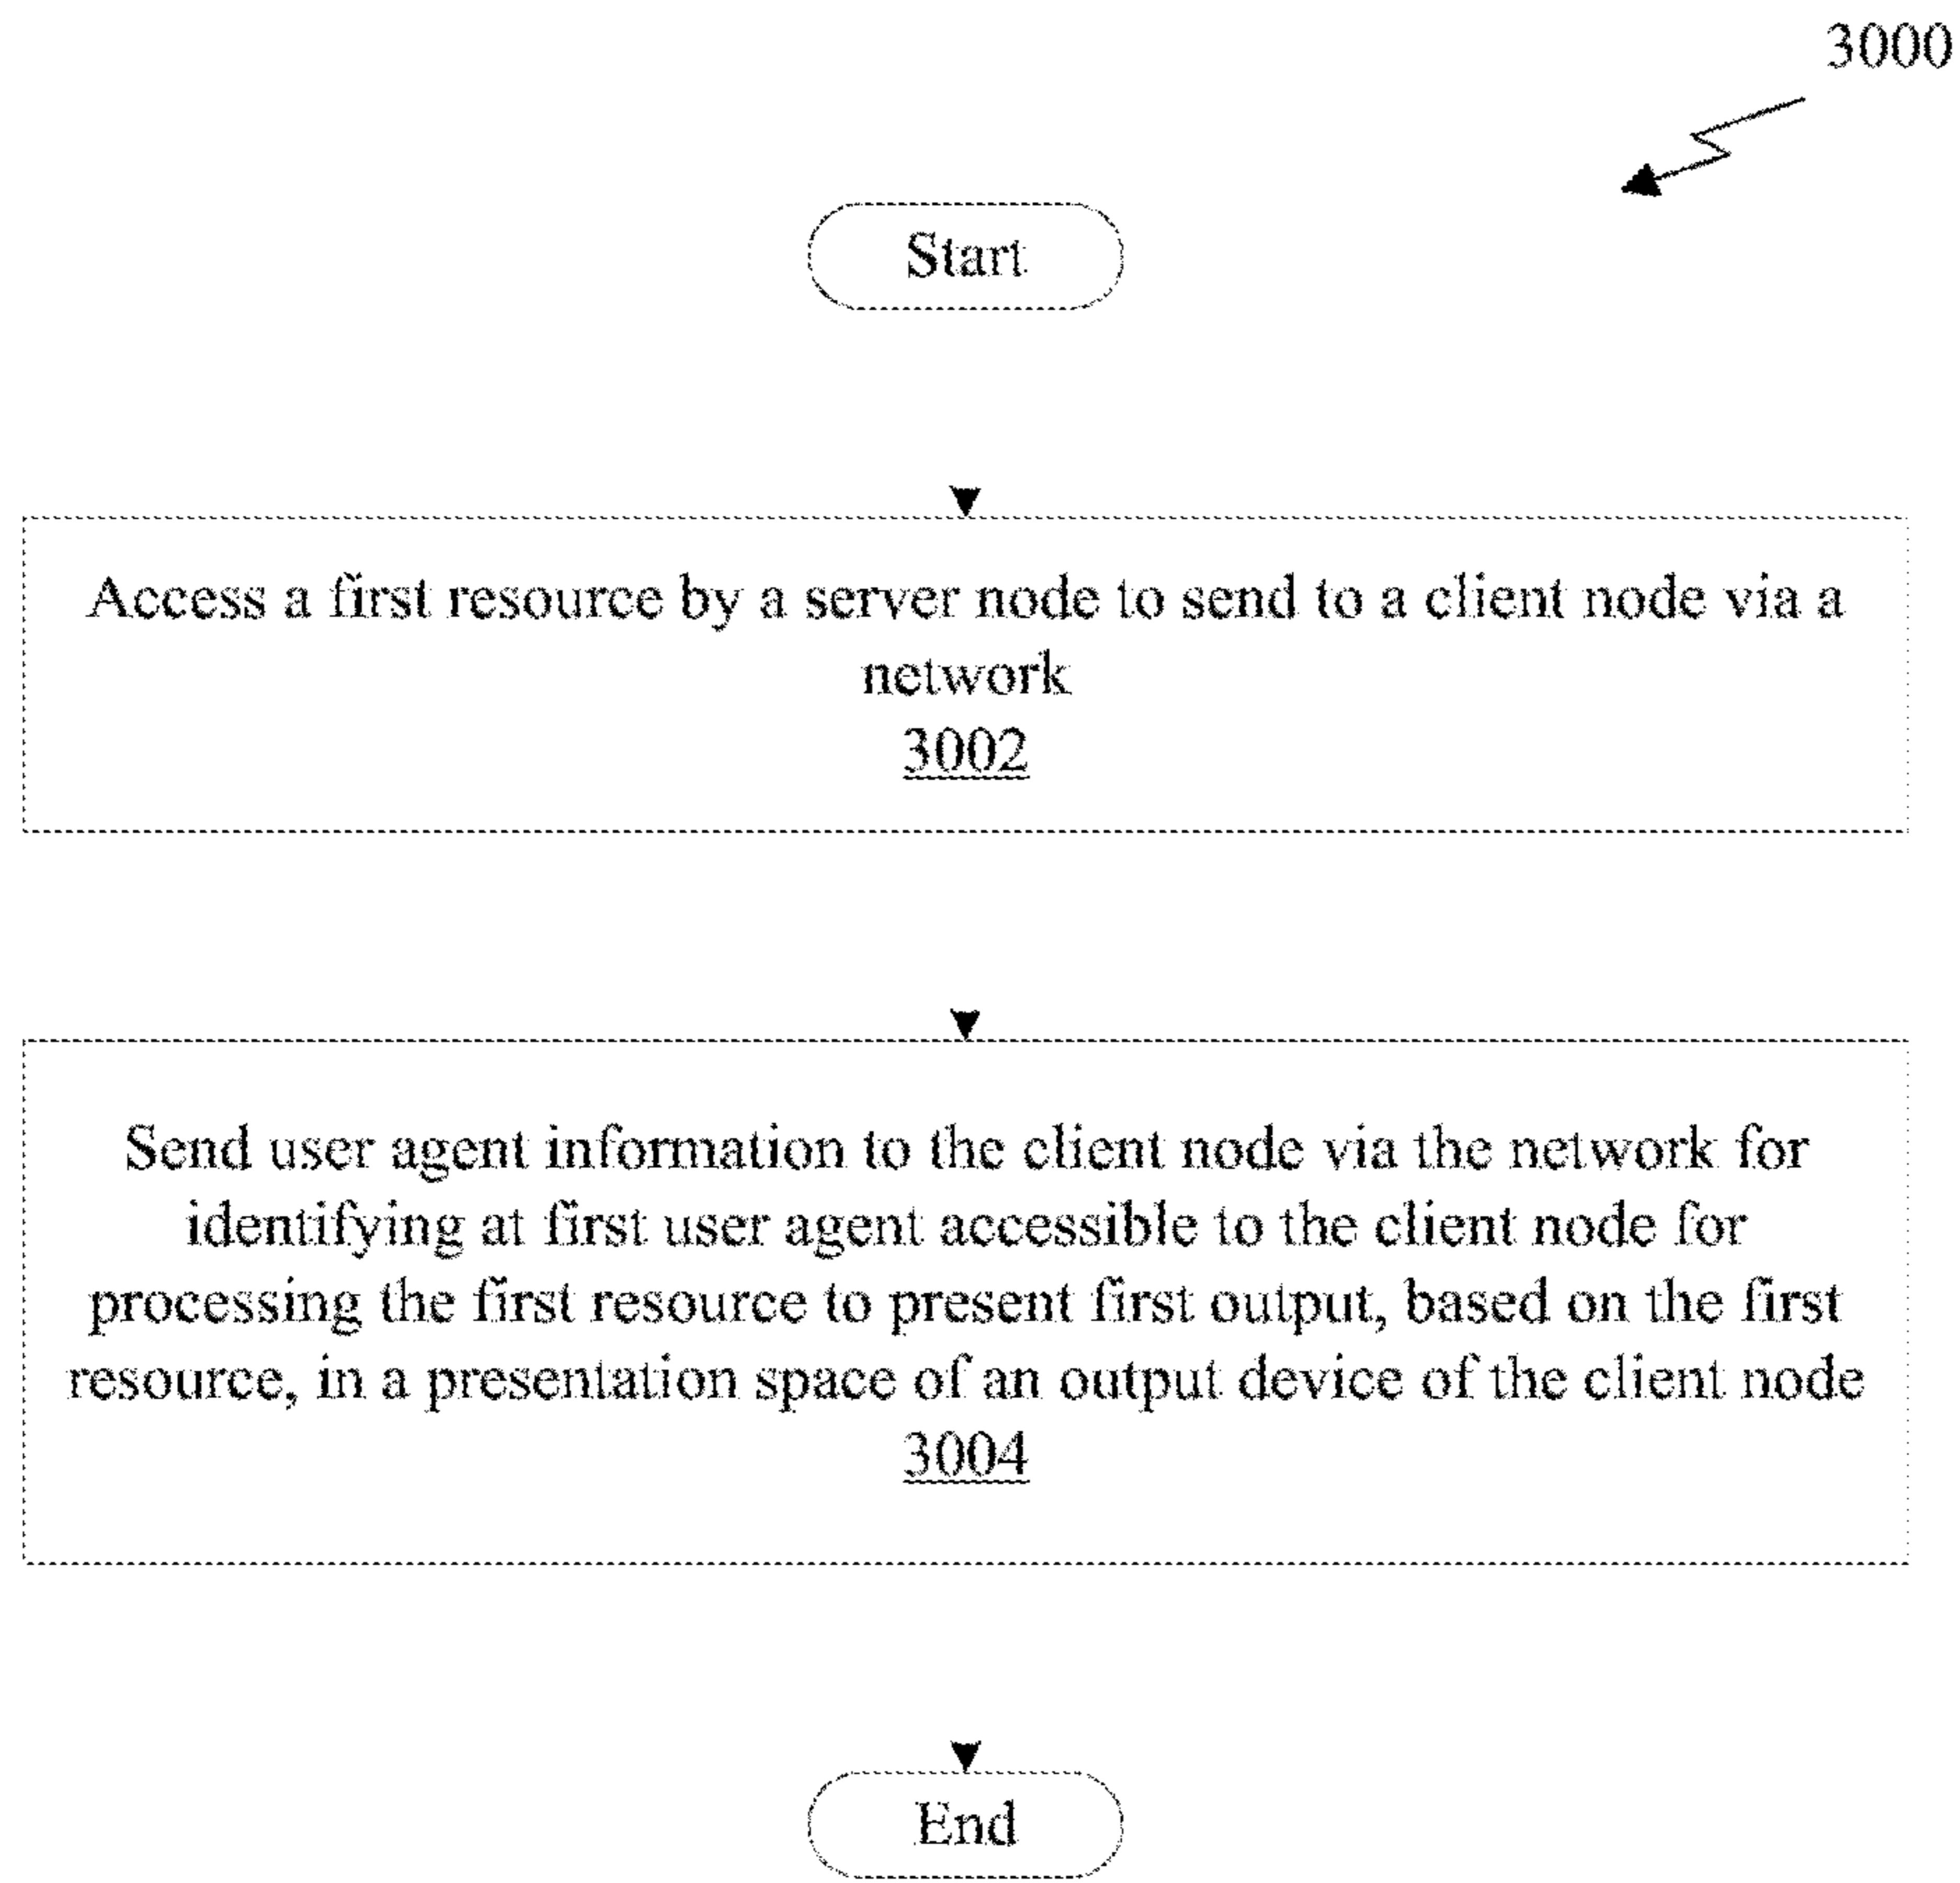 3000
Start
Access a first resource by a server node to send to a client node via a
network
3002
Send user agent information to the client node via the network for
identifying at first user agent accessible to the client node for
processing the first resource to present first output, based on the first
resource, in a presentation space of an output device of the client node
3004
End